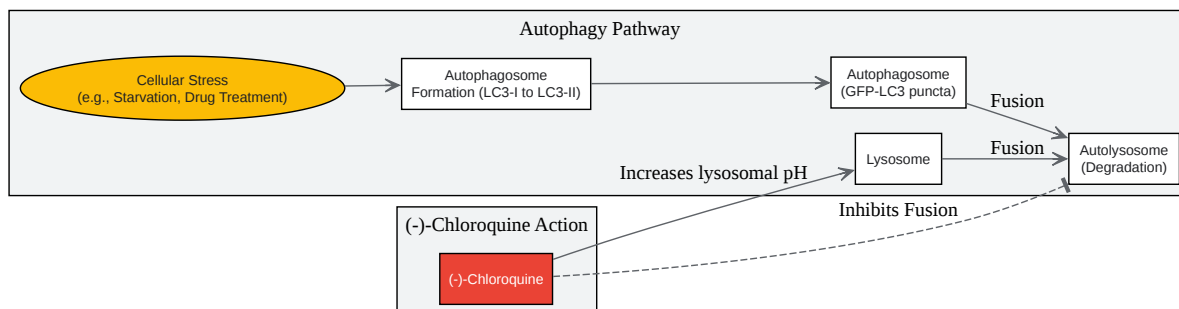 Autophagy Pathway
Cellular Stress
(e.g., Starvation, Drug Treatment)
Autophagosome
Formation (LC3-I to LC3-II)
Autophagosome
(GFP-LC3 puncta)
Fusion
Lysosome
Fusion
Autolysosome
(Degradation)
Increases lysosomal pH
Inhibits Fusion
(-)-Chloroquine Action
(-)-Chloroquine